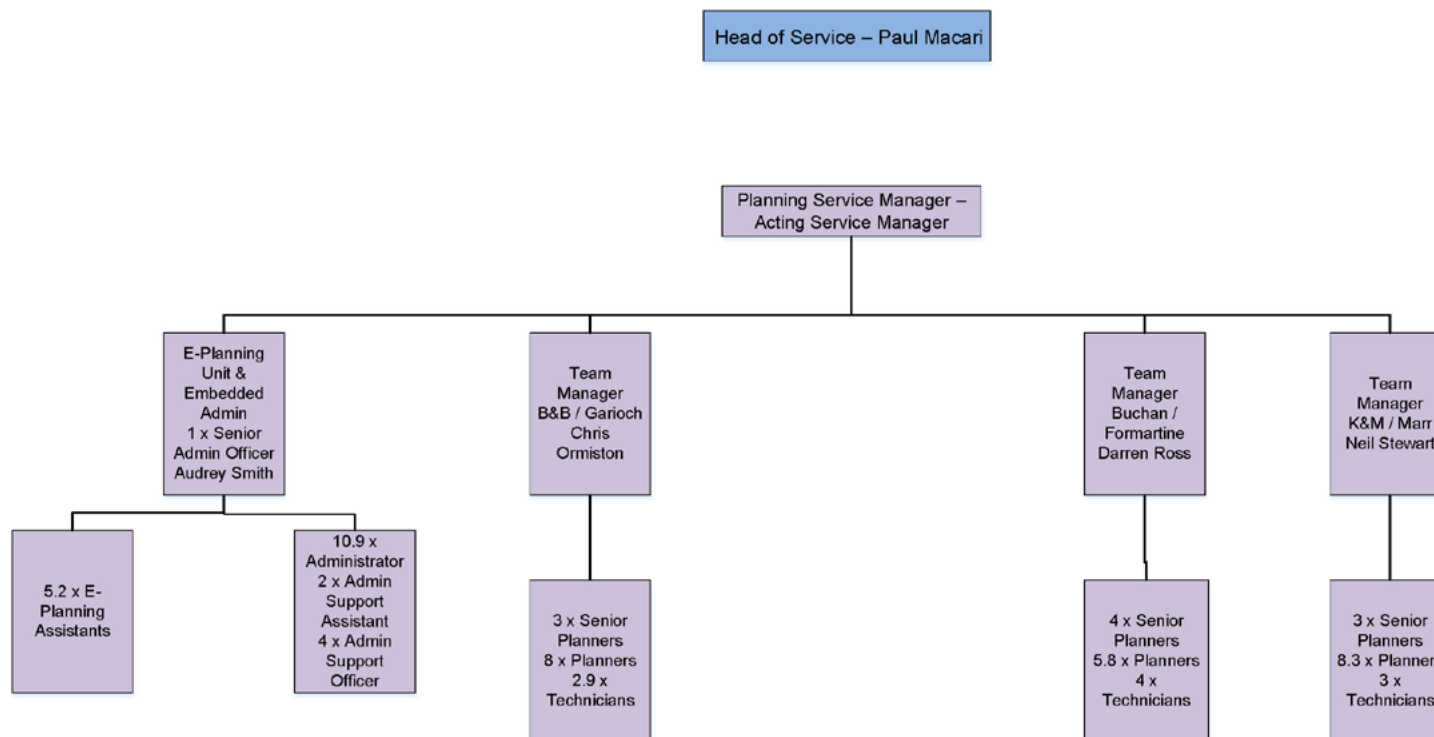 Head of Service – Paul Macari
Planning Service Manager –
Acting Service Manager
E-Planning
Unit &
Embedded
Admin
1 x Senior
Admin Officer
Audrey Smith
Team
Manager
B&B / Garioch
Chris
Ormiston
Team
Manager
Buchan /
Formartine
Darren Ross
Team
Manager
K&M / Marr
Neil Stewart
5.2 x E-
Planning
Assistants
10.9 x
Administrator
2 x Admin
Support
Assistant
4 x Admin
Support
Officer
3 x Senior
Planners
8 x Planners
2.9 x
Technicians
4 x Senior
Planners
5.8 x Planners
4 x
Technicians
3 x Senior
Planners
8.3 x Planners
3 x
Technicians